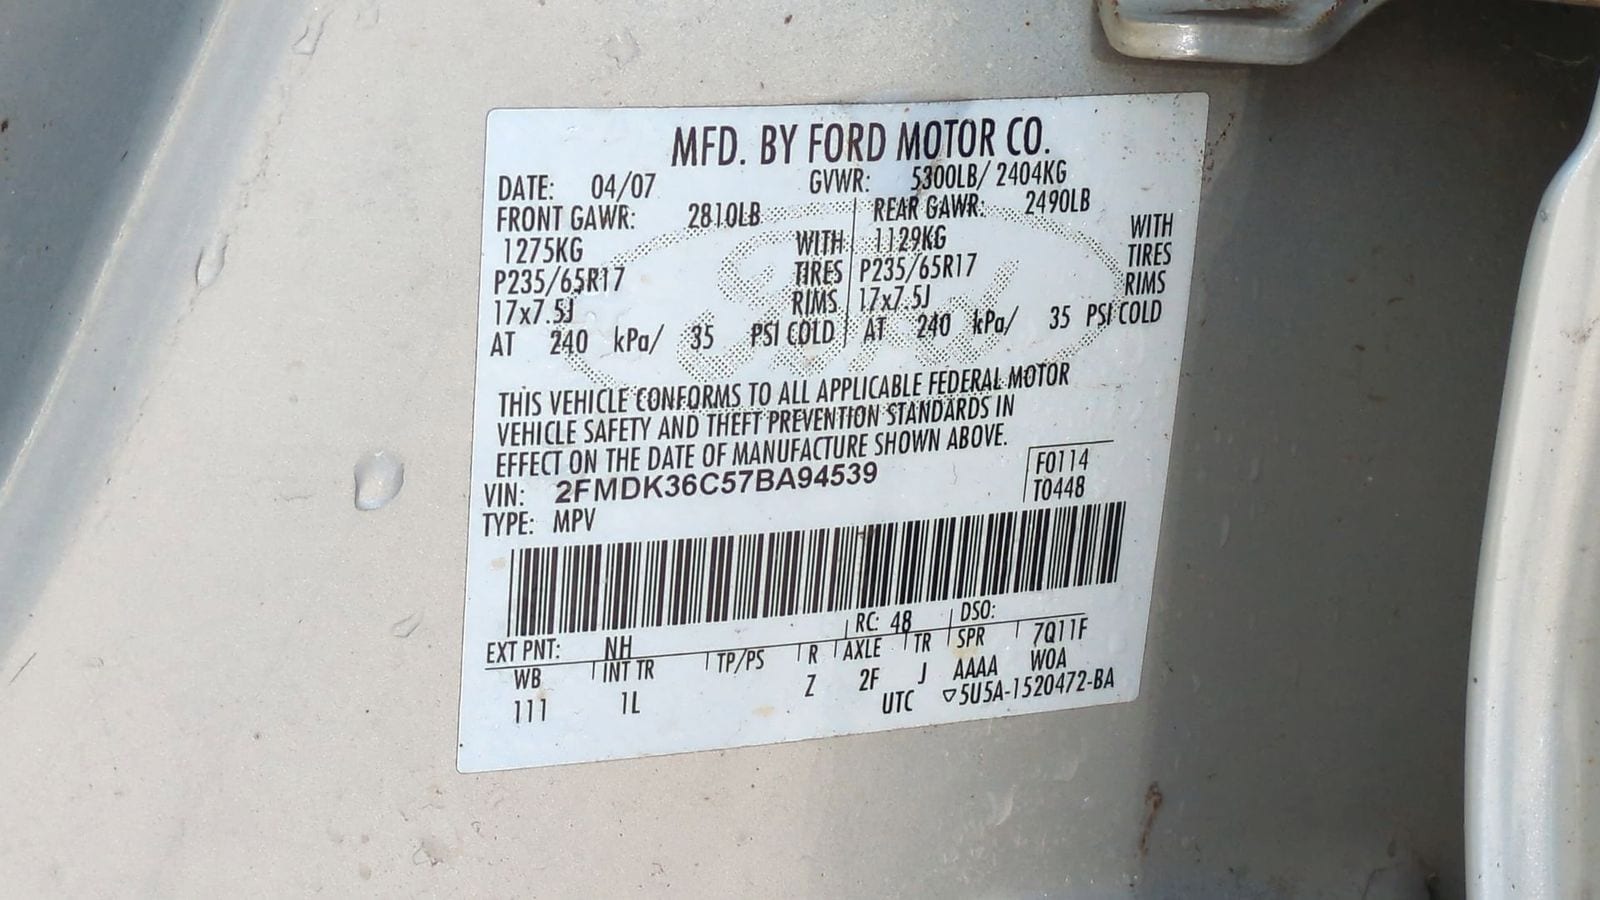 MFD. BY FORD MOTOR CO.
DATE: 04/07 GVWR: 5300LB/ 2404KG
FRONT GAWR: 2810LB REAR GAWR: 2490LB
1275KG WITH 1129KG WITH
P235/65R17 TIRES P235/65R17 TIRES
17x7.5J RIMS 17x7.5J RIMS
AT 240 kPa/ 35 PSI COLD AT 240 kPa/ 35 PSI COLD
Ford
THIS VEHICLE CONFORMS TO ALL APPLICABLE FEDERAL MOTOR
VEHICLE SAFETY AND THEFT PREVENTION STANDARDS IN
EFFECT ON THE DATE OF MANUFACTURE SHOWN ABOVE.
VIN: 2FMDK36C57BA94539 F0114
TYPE: MPV T0448
EXT PNT: NH RC: 48 DSO:
WB INT TR TP/PS R AXLE TR SPR 7Q11F
111 1L Z 2F J AAAA WOA
UTC ▽5U5A-1520472-BA